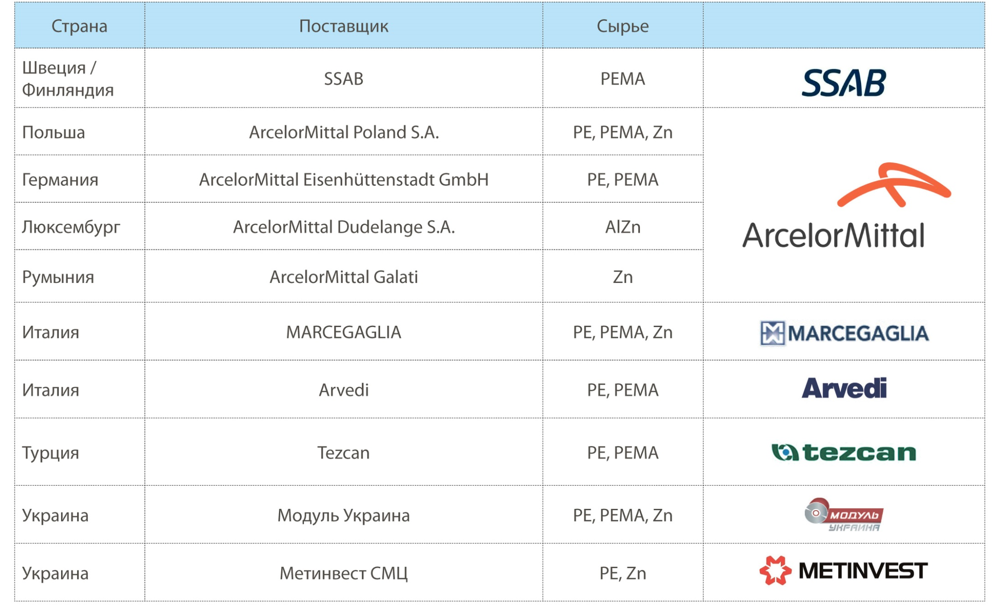 Страна Поставщик Сырье
Швеция /
Финляндия
SSAB PEMA SSAB
Польша ArcelorMittal Poland S.A. PE, PEMA, Zn
Германия ArcelorMittal Eisenhüttenstadt GmbH PE, PEMA
Люксембург ArcelorMittal Dudelange S.A. AlZn
ArcelorMittal
Румыния ArcelorMittal Galati Zn
Италия MARCEGAGLIA PE, PEMA, Zn MARCEGAGLIA
Италия Arvedi PE, PEMA Arvedi
Турция Tezcan PE, PEMA tezcan
Украина Модуль Украина PE, PEMA, Zn МОДУЛЬ
УКРАИНА
Украина Метинвест СМЦ PE, Zn METINVEST